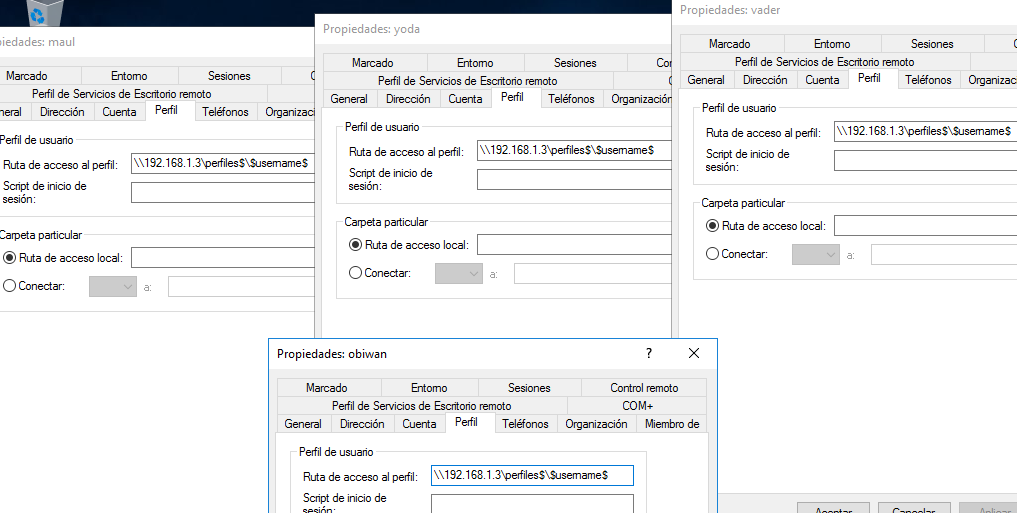 Propiedades: maul
Marcado Entorno Sesiones
Perfil de Servicios de Escritorio remoto
Dirección Cuenta Perfil Teléfonos
Perfil de usuario
Ruta de acceso al perfil: \\192.168.1.3\perfiles$\$username$
Script de inicio de
sesión:
Carpeta particular
Ruta de acceso local:
Conectar: a:
Propiedades: yoda
Marcado Entorno Sesiones
Perfil de Servicios de Escritorio remoto
General Dirección Cuenta Perfil Teléfonos Organización
Perfil de usuario
Ruta de acceso al perfil: \\192.168.1.3\perfiles$\$username$
Script de inicio de
sesión:
Carpeta particular
Ruta de acceso local:
Conectar: a:
Propiedades: vader
Marcado Entorno Sesiones
Perfil de Servicios de Escritorio remoto
General Dirección Cuenta Perfil Teléfonos
Perfil de usuario
Ruta de acceso al perfil: \\192.168.1.3\perfiles$\$username$
Script de inicio de
sesión:
Carpeta particular
Ruta de acceso local:
Conectar: a:
Aceptar Cancelar Aplicar
Propiedades: obiwan ?
Marcado Entorno Sesiones Control remoto
Perfil de Servicios de Escritorio remoto COM+
General Dirección Cuenta Perfil Teléfonos Organización Miembro de
Perfil de usuario
Ruta de acceso al perfil: \\192.168.1.3\perfiles$\$username$
Script de inicio de
sesión: